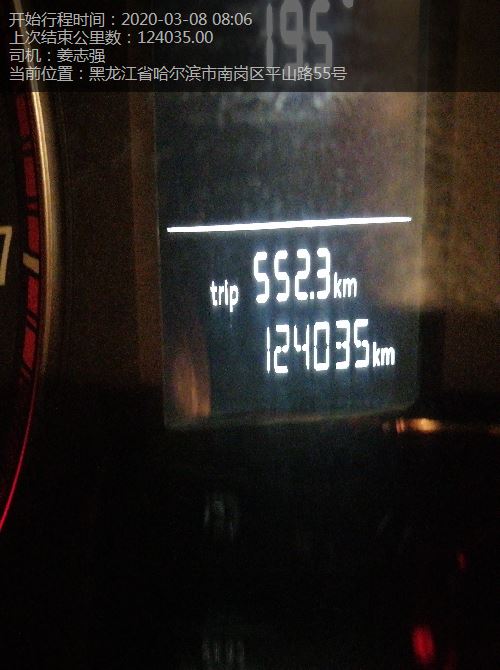 开始行程时间：2020-03-08 08:06
上次结束公里数：124035.00
司机：姜志强
当前位置：黑龙江省哈尔滨市南岗区平山路55号
195°
7
trip 552.3km
124035km